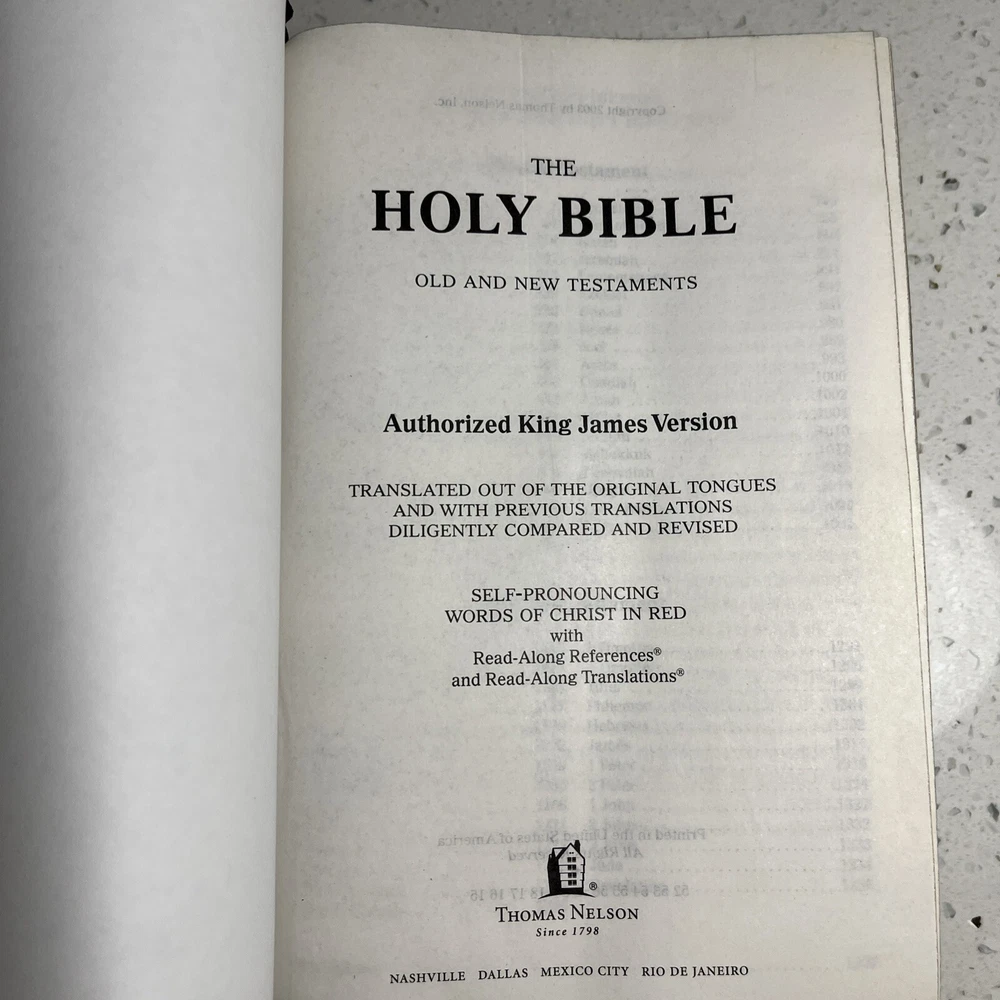 THE
HOLY BIBLE
OLD AND NEW TESTAMENTS
Authorized King James Version
TRANSLATED OUT OF THE ORIGINAL TONGUES
AND WITH PREVIOUS TRANSLATIONS
DILIGENTLY COMPARED AND REVISED
SELF-PRONOUNCING
WORDS OF CHRIST IN RED
with
Read-Along References®
and Read-Along Translations®
®
THOMAS NELSON
Since 1798
NASHVILLE DALLAS MEXICO CITY RIO DE JANEIRO